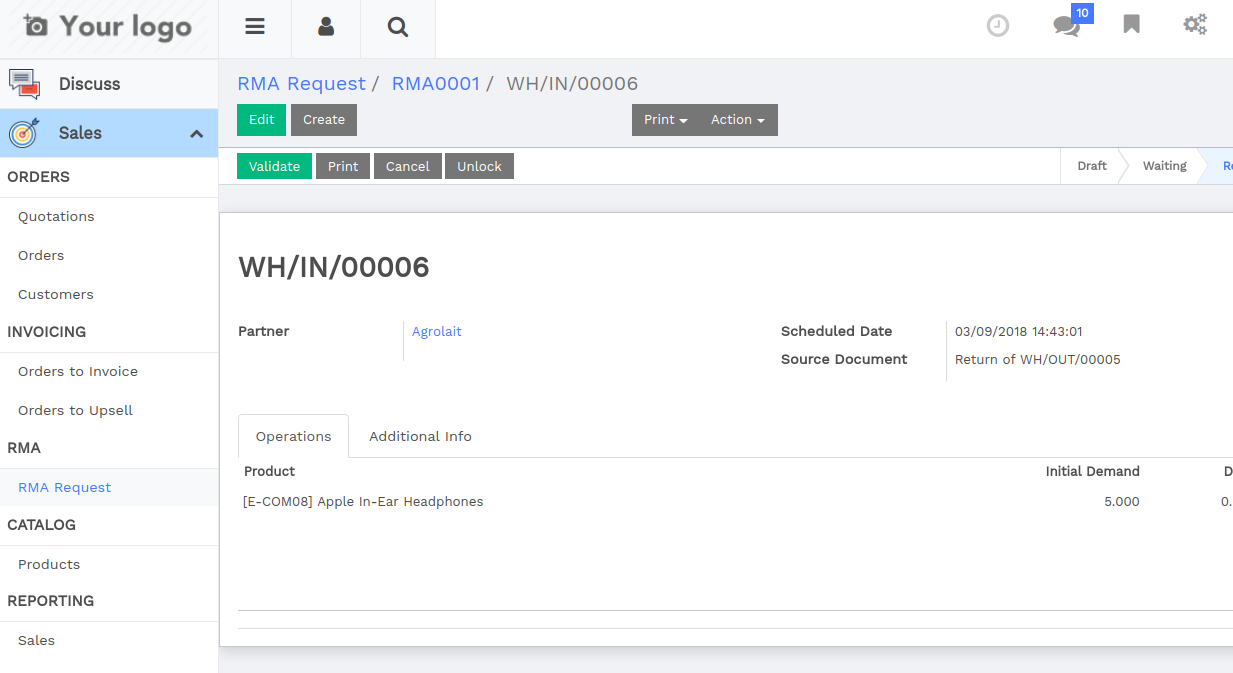 Your logo
10
Discuss
Sales
ORDERS
Quotations
Orders
Customers
INVOICING
Orders to Invoice
Orders to Upsell
RMA
RMA Request
CATALOG
Products
REPORTING
Sales
RMA Request / RMA0001 / WH/IN/00006
Edit Create Print Action
Validate Print Cancel Unlock Draft Waiting
WH/IN/00006
Partner Agrolait
Scheduled Date 03/09/2018 14:43:01
Source Document Return of WH/OUT/00005
Operations Additional Info
Product Initial Demand
[E-COM08] Apple In-Ear Headphones 5.000 0.